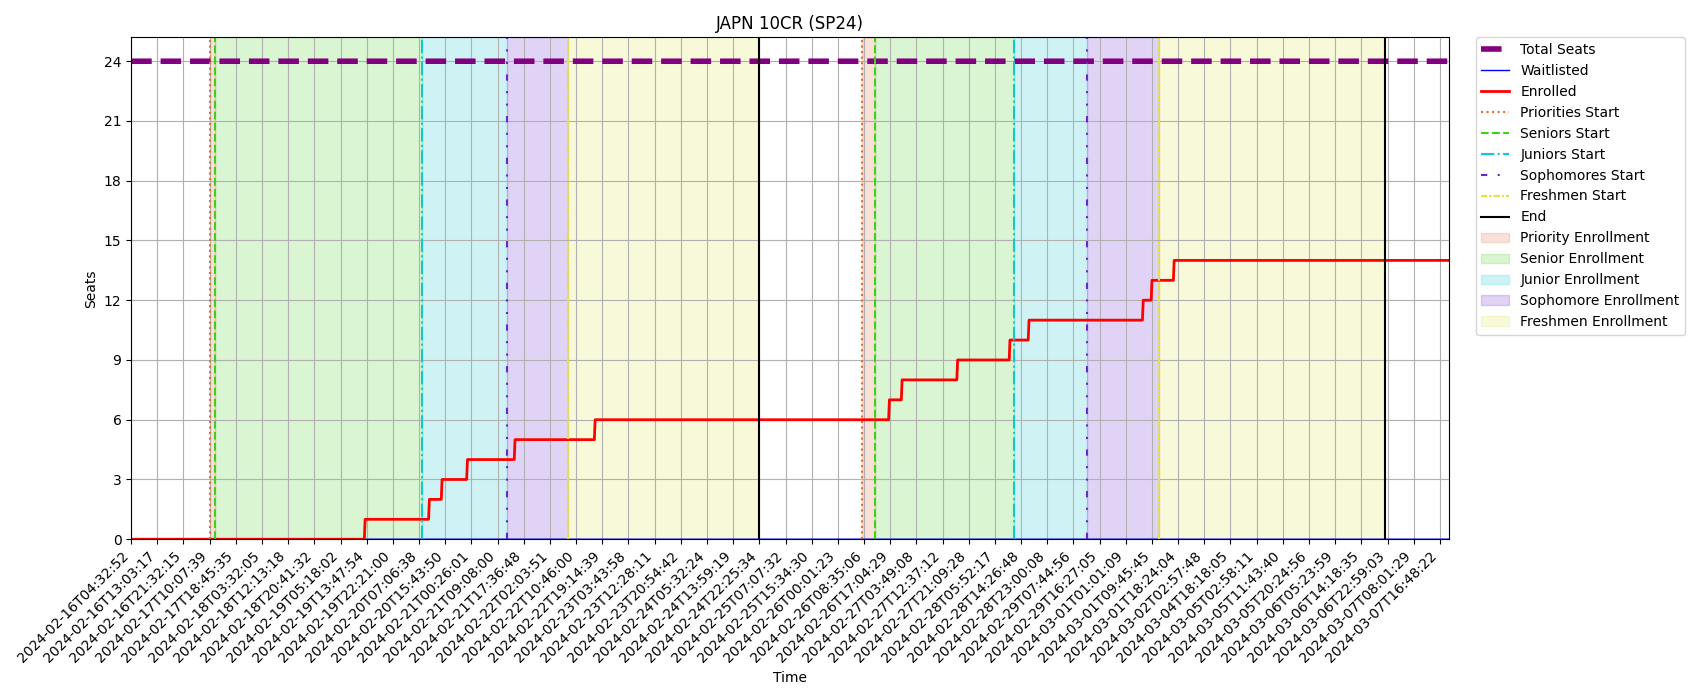 JAPN 10CR (SP24)
24
21
18
15
12
9
6
3
0
Seats
2024-02-16T04:32:52
2024-02-16T13:03:17
2024-02-16T21:32:15
2024-02-17T10:07:39
2024-02-17T18:45:35
2024-02-18T03:32:05
2024-02-18T12:13:18
2024-02-18T20:41:32
2024-02-19T05:18:02
2024-02-19T13:47:54
2024-02-19T22:21:00
2024-02-20T07:06:38
2024-02-20T15:43:50
2024-02-21T00:26:01
2024-02-21T09:08:00
2024-02-21T17:36:48
2024-02-22T02:03:51
2024-02-22T10:46:00
2024-02-22T19:14:39
2024-02-23T03:43:58
2024-02-23T12:28:11
2024-02-23T20:54:42
2024-02-24T05:32:24
2024-02-24T13:59:19
2024-02-24T22:25:34
2024-02-25T07:07:32
2024-02-25T15:34:30
2024-02-26T00:01:23
2024-02-26T08:35:06
2024-02-26T17:04:29
2024-02-27T03:49:08
2024-02-27T12:37:12
2024-02-27T21:09:28
2024-02-28T05:52:17
2024-02-28T14:26:48
2024-02-28T23:00:08
2024-02-29T07:44:56
2024-02-29T16:27:05
2024-03-01T01:01:09
2024-03-01T09:45:45
2024-03-01T18:24:04
2024-03-02T02:57:48
2024-03-04T18:18:05
2024-03-05T02:58:11
2024-03-05T11:43:40
2024-03-05T20:24:56
2024-03-06T05:23:59
2024-03-06T14:18:35
2024-03-06T22:59:03
2024-03-07T08:01:29
2024-03-07T16:48:22
Time
Total Seats
Waitlisted
Enrolled
Priorities Start
Seniors Start
Juniors Start
Sophomores Start
Freshmen Start
End
Priority Enrollment
Senior Enrollment
Junior Enrollment
Sophomore Enrollment
Freshmen Enrollment